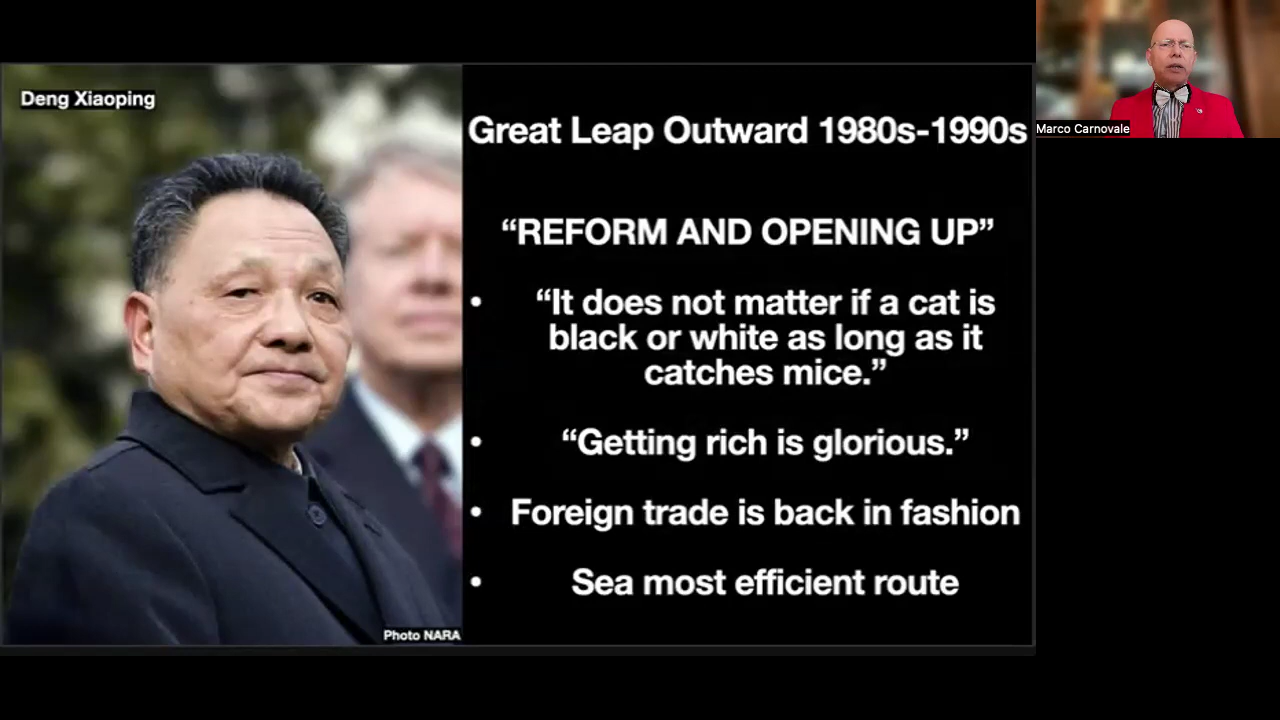 Deng Xiaoping
Marco Carnovale
Great Leap Outward 1980s-1990s
“REFORM AND OPENING UP”
• “It does not matter if a cat is
black or white as long as it
catches mice.”
• “Getting rich is glorious.”
• Foreign trade is back in fashion
• Sea most efficient route
Photo NARA